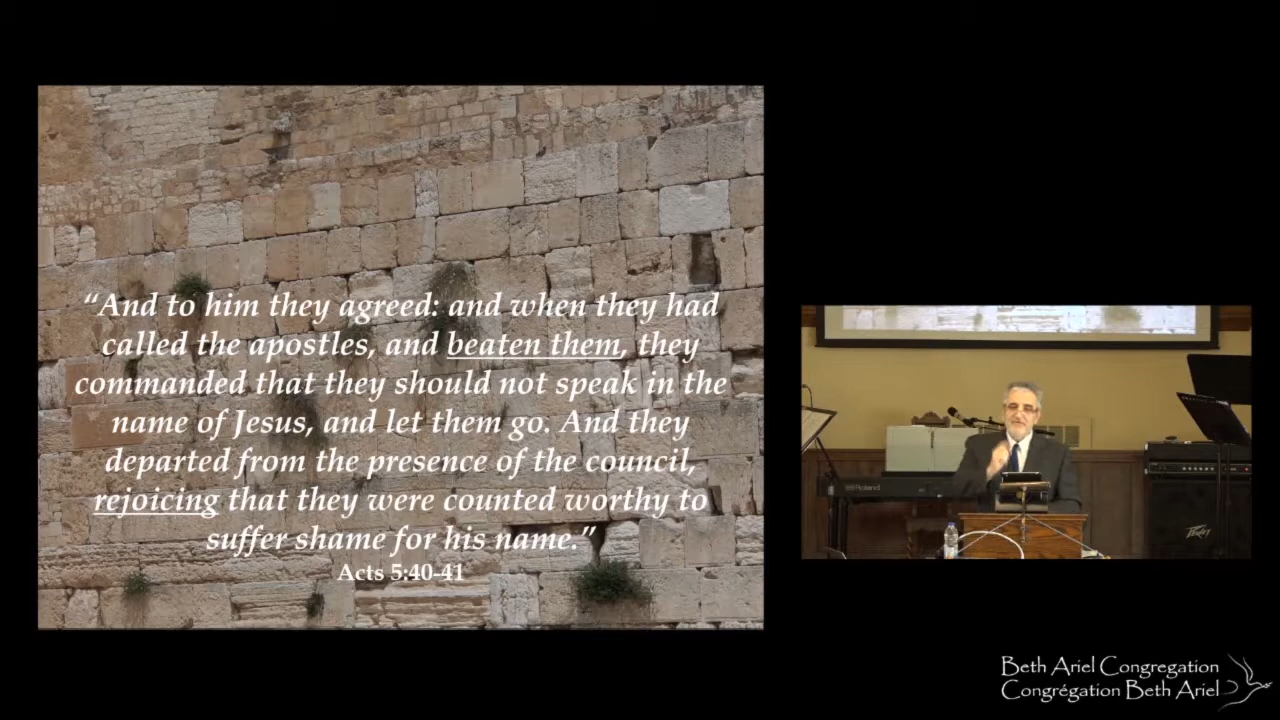 “And to him they agreed: and when they had
called the apostles, and beaten them, they
commanded that they should not speak in the
name of Jesus, and let them go. And they
departed from the presence of the council,
rejoicing that they were counted worthy to
suffer shame for his name.”
Acts 5:40-41
Roland
PEAVEY
Beth Ariel Congregation
Congrégation Beth Ariel